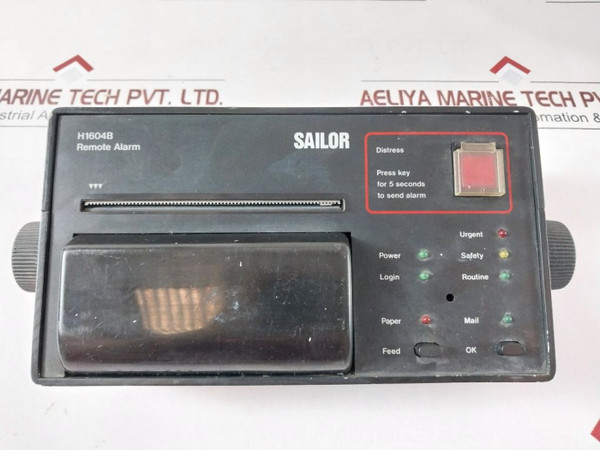 MARINE TECH PVT. LTD.
AELIYA MARINE TECH PVT
H1604B
Remote Alarm
SAILOR
Distress
Press key
for 5 seconds
to send alarm
Urgent
Power
Safety
Login
Routine
Paper
Mail
Feed
OK